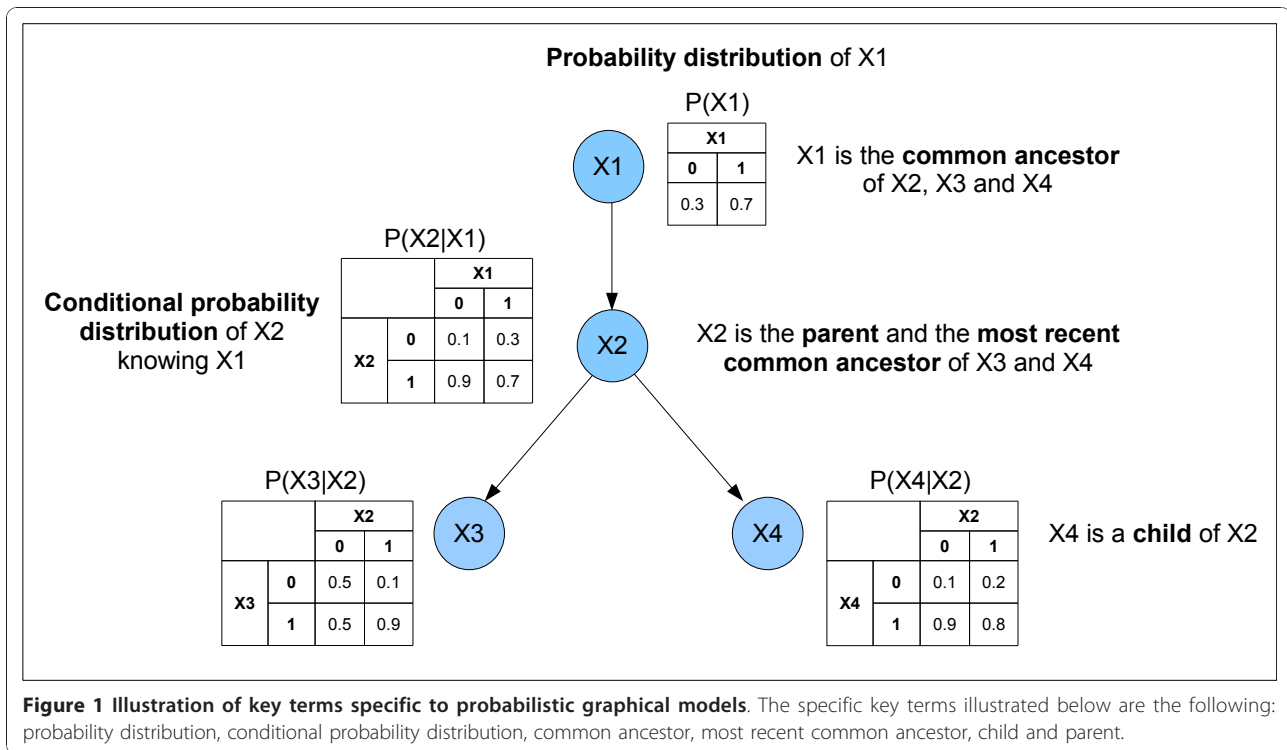 Probability distribution of X1
P(X1)
X1
0 1
0.3 0.7
X1
X1 is the common ancestor
of X2, X3 and X4
P(X2|X1)
X1
0 1
X2 0 0.1 0.3
1 0.9 0.7
Conditional probability
distribution of X2
knowing X1
X2
X2 is the parent and the most recent
common ancestor of X3 and X4
P(X3|X2)
X2
0 1
X3 0 0.5 0.1
1 0.5 0.9
X3
X4
P(X4|X2)
X2
0 1
X4 0 0.1 0.2
1 0.9 0.8
X4 is a child of X2
Figure 1 Illustration of key terms specific to probabilistic graphical models. The specific key terms illustrated below are the following:
probability distribution, conditional probability distribution, common ancestor, most recent common ancestor, child and parent.